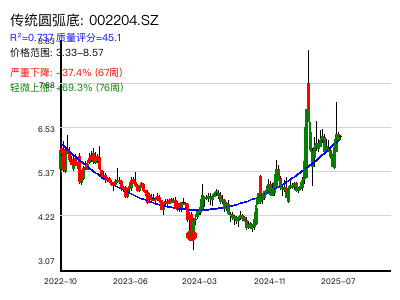 传统圆弧底: 002204.SZ
R²=0.737 质量评分=45.1
价格范围: 3.33-8.57
严重下降: -37.4% (67周)
轻微上涨: +69.3% (76周)
7.68
6.53
5.37
4.22
3.07
2022-10
2023-06
2024-03
2024-11
2025-07